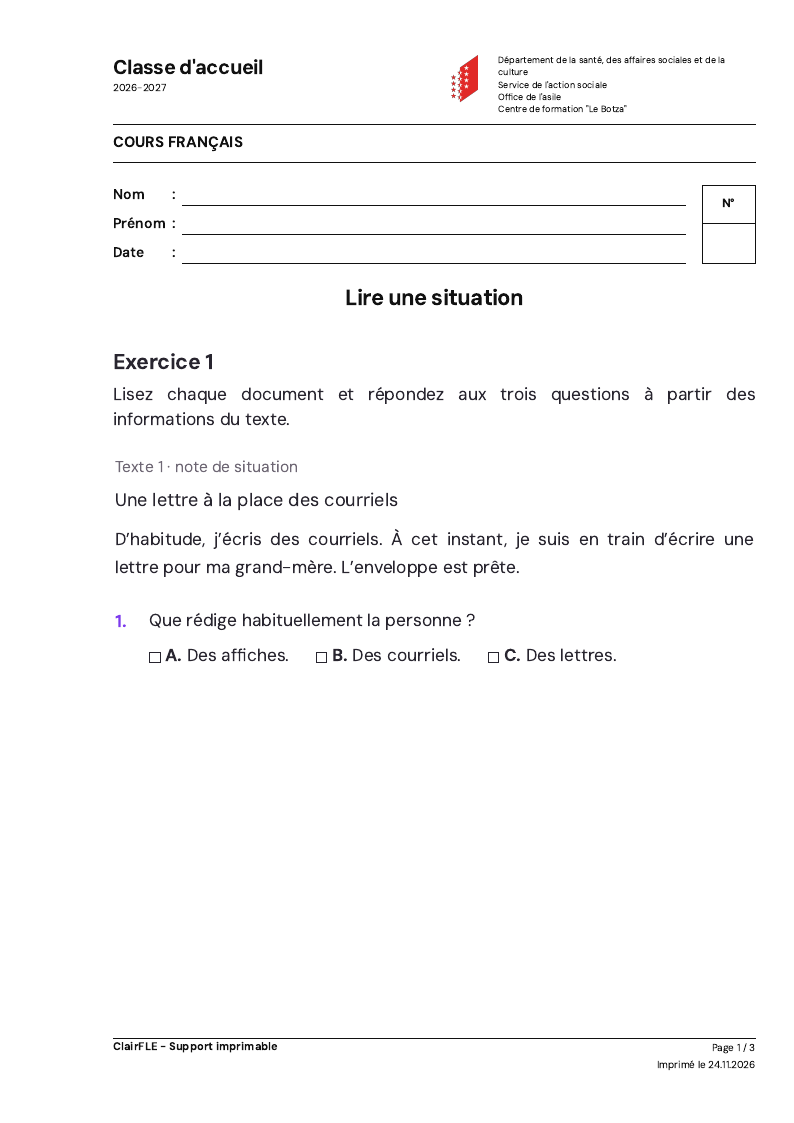 Classe d'accueil
2026-2027
Département de la santé, des affaires sociales et de la
culture
Service de l'action sociale
Office de l'asile
Centre de formation "Le Botza"
COURS FRANÇAIS
Nom :
Prénom :
Date :
N°
Lire une situation
Exercice 1
Lisez chaque document et répondez aux trois questions à partir des
informations du texte.
Texte 1 · note de situation
Une lettre à la place des courriels
D’habitude, j’écris des courriels. À cet instant, je suis en train d’écrire une
lettre pour ma grand-mère. L’enveloppe est prête.
1. Que rédige habituellement la personne ?
A. Des affiches. B. Des courriels. C. Des lettres.
ClairFLE - Support imprimable
Page 1 / 3
Imprimé le 24.11.2026